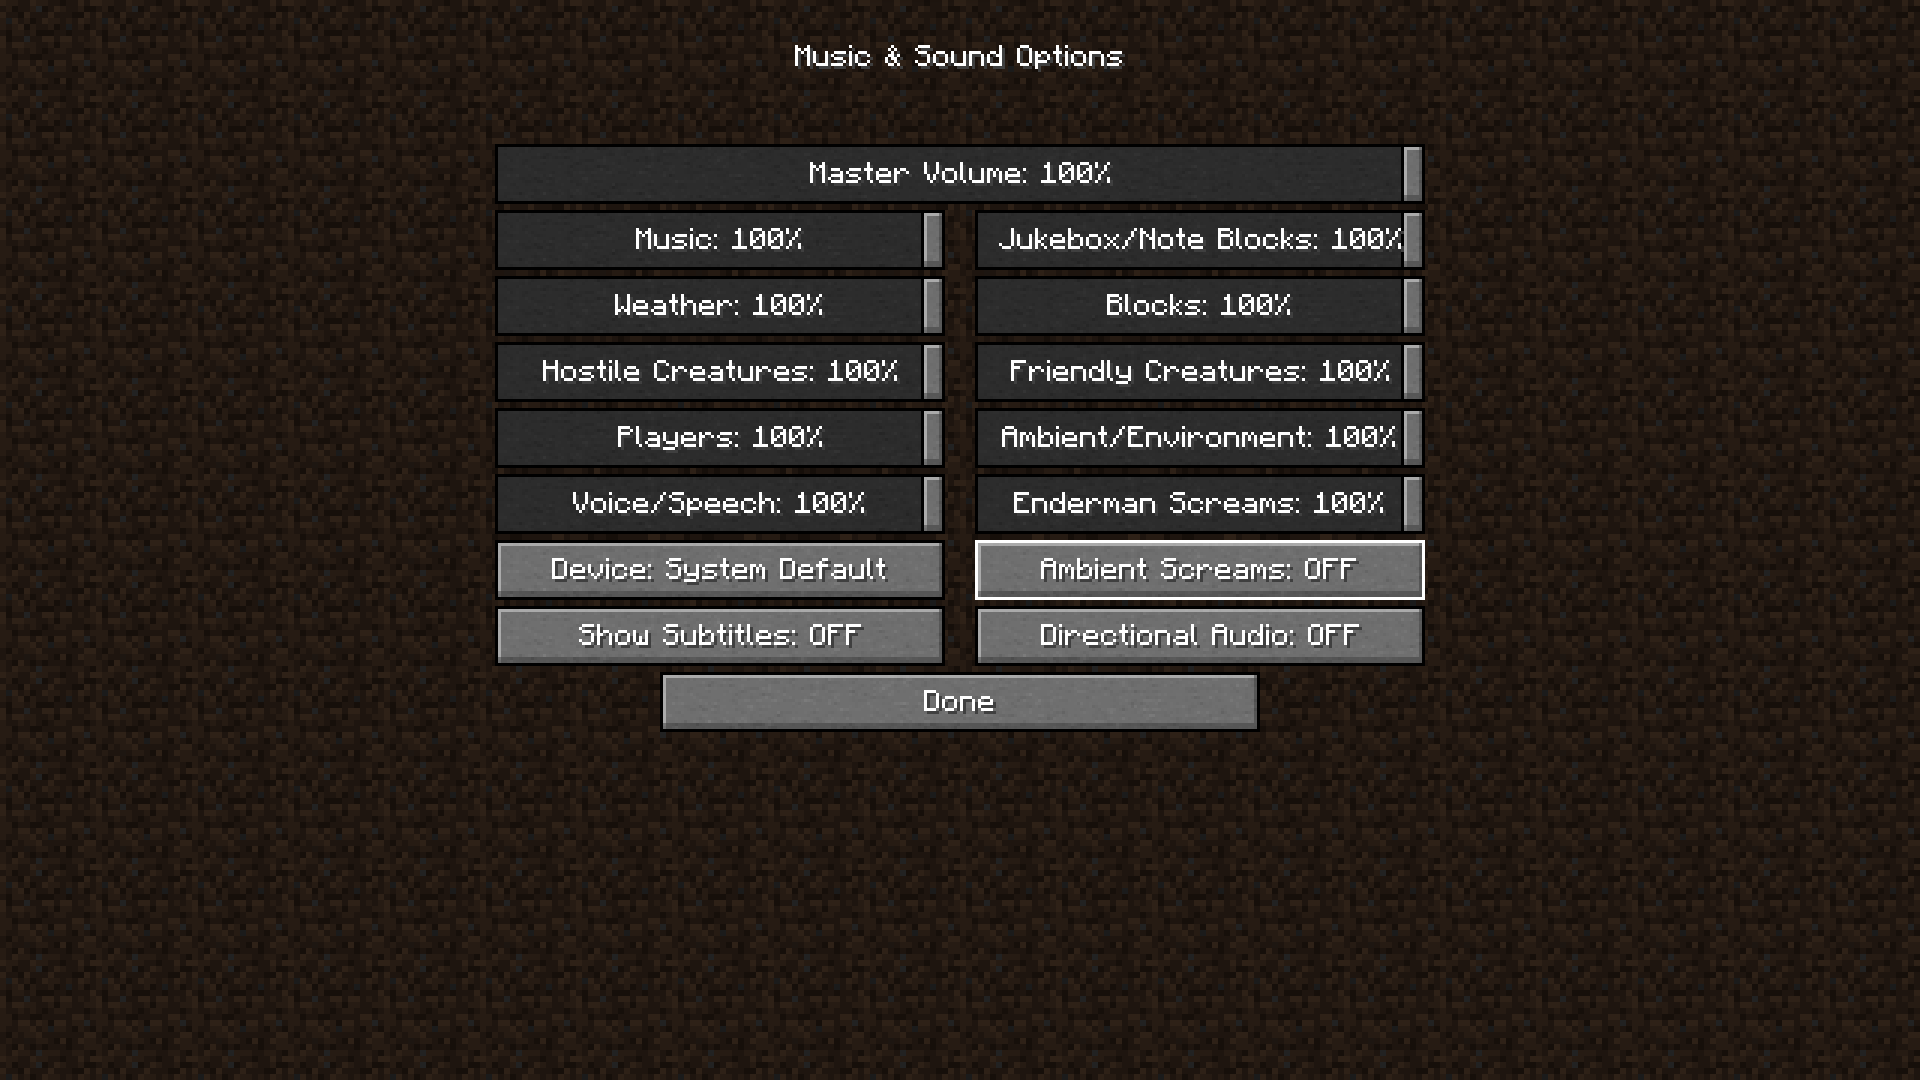 Music & Sound Options
Master Volume: 100%
Music: 100%
Jukebox/Note Blocks: 100%
Weather: 100%
Blocks: 100%
Hostile Creatures: 100%
Friendly Creatures: 100%
Players: 100%
Ambient/Environment: 100%
Voice/Speech: 100%
Enderman Screams: 100%
Device: System Default
Ambient Screams: OFF
Show Subtitles: OFF
Directional Audio: OFF
Done